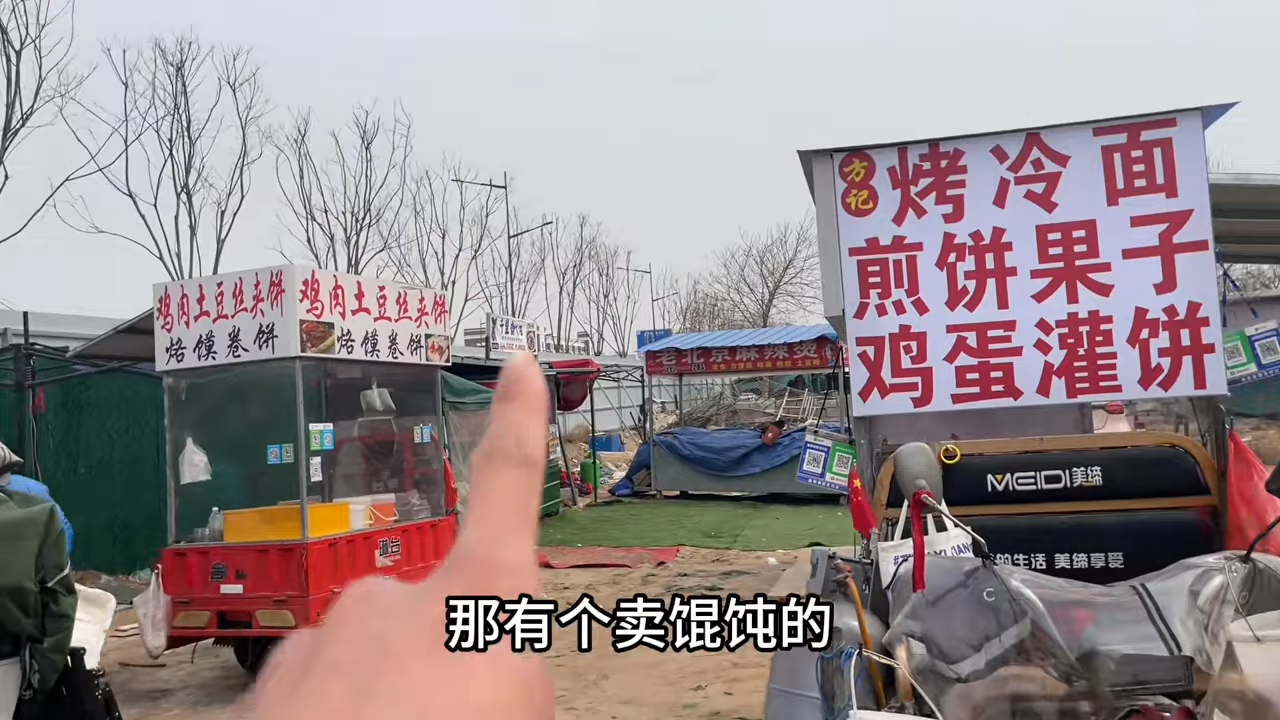 方记
烤冷面
煎饼果子
鸡蛋灌饼
鸡肉土豆丝夹饼
烙馍卷饼
鸡肉土豆丝夹饼
烙馍卷饼
老北京麻辣烫
MEIDI美缔
的生活 美缔享受
那有个卖馄饨的